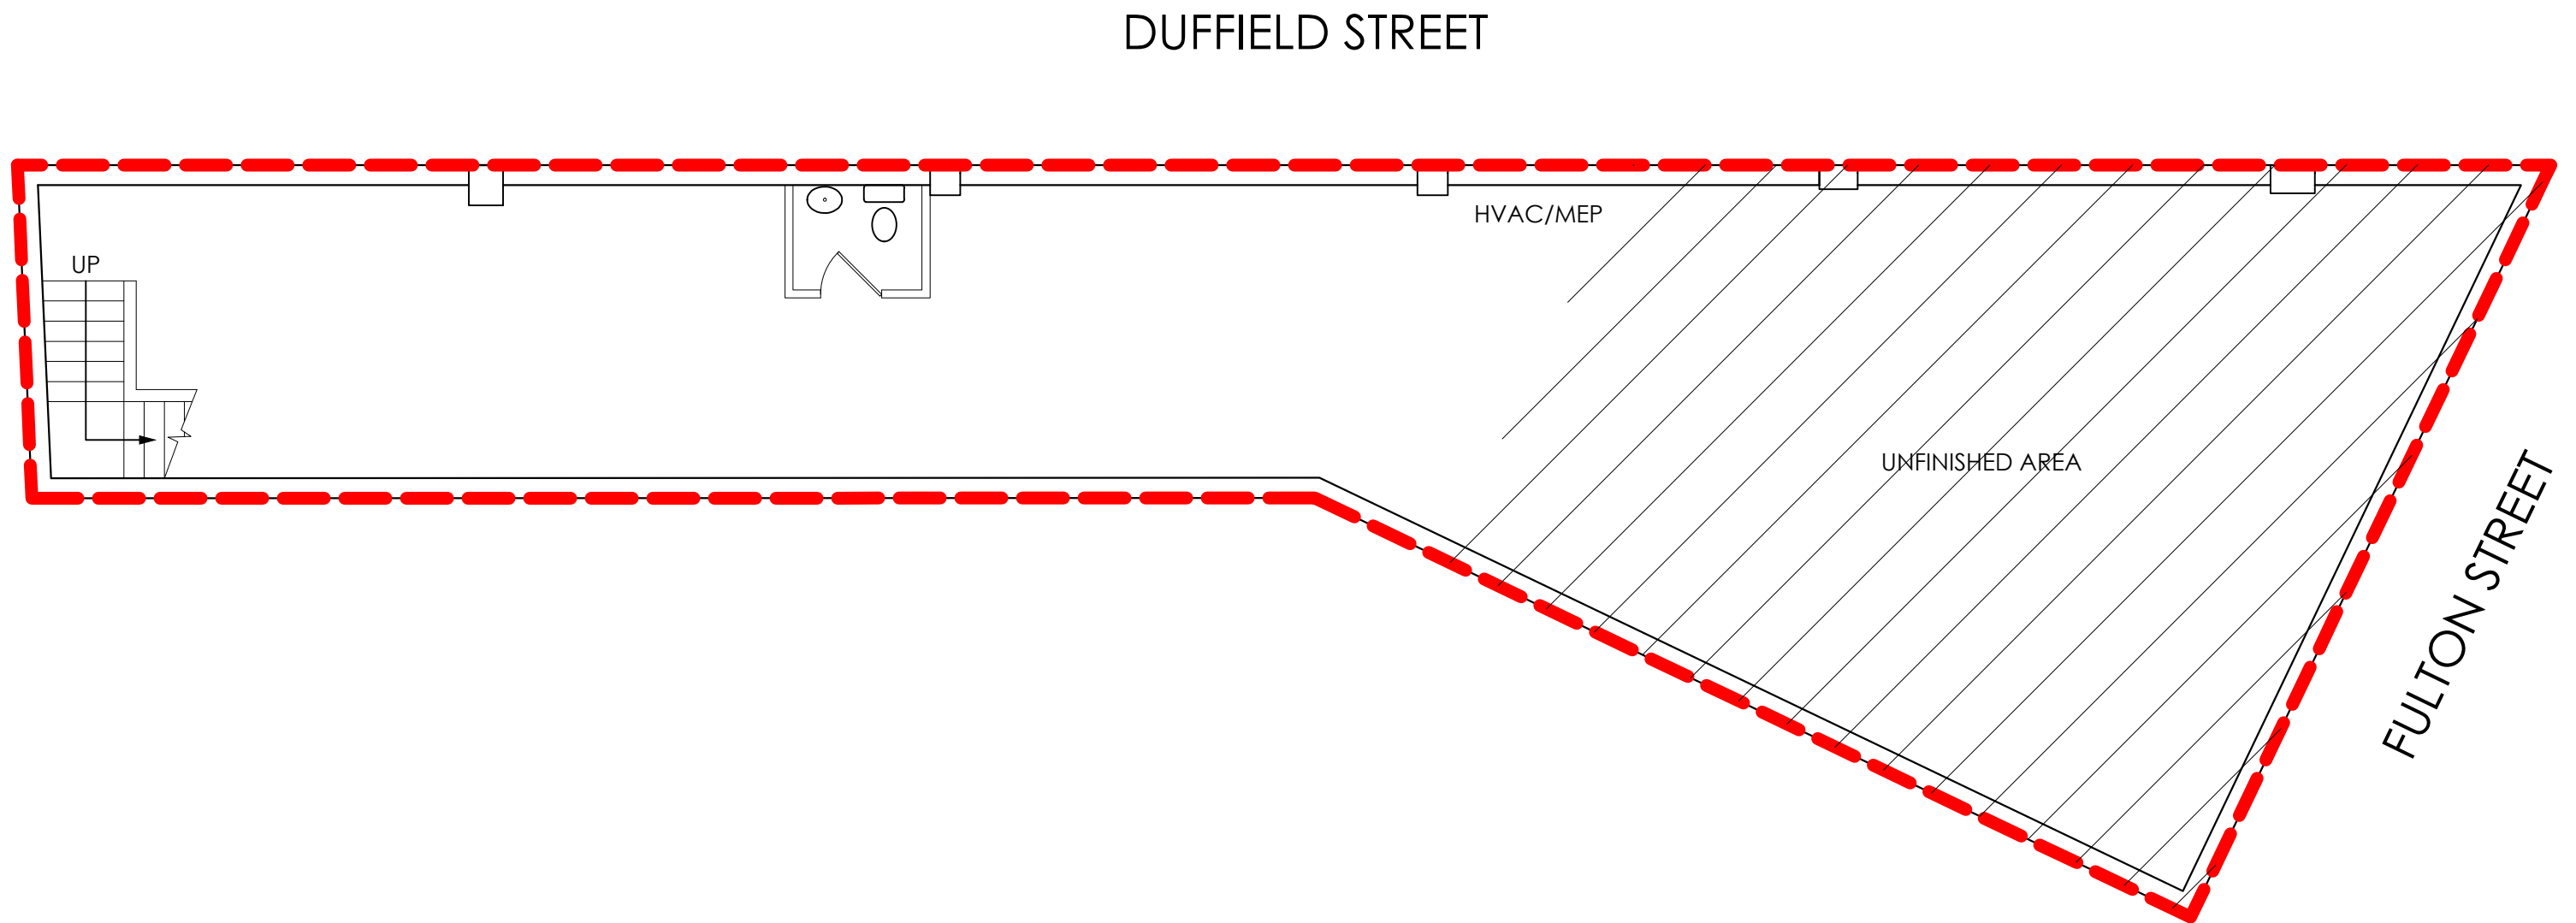 DUFFIELD STREET
HVAC/MEP
UP
UNFINISHED AREA
FULTON STREET